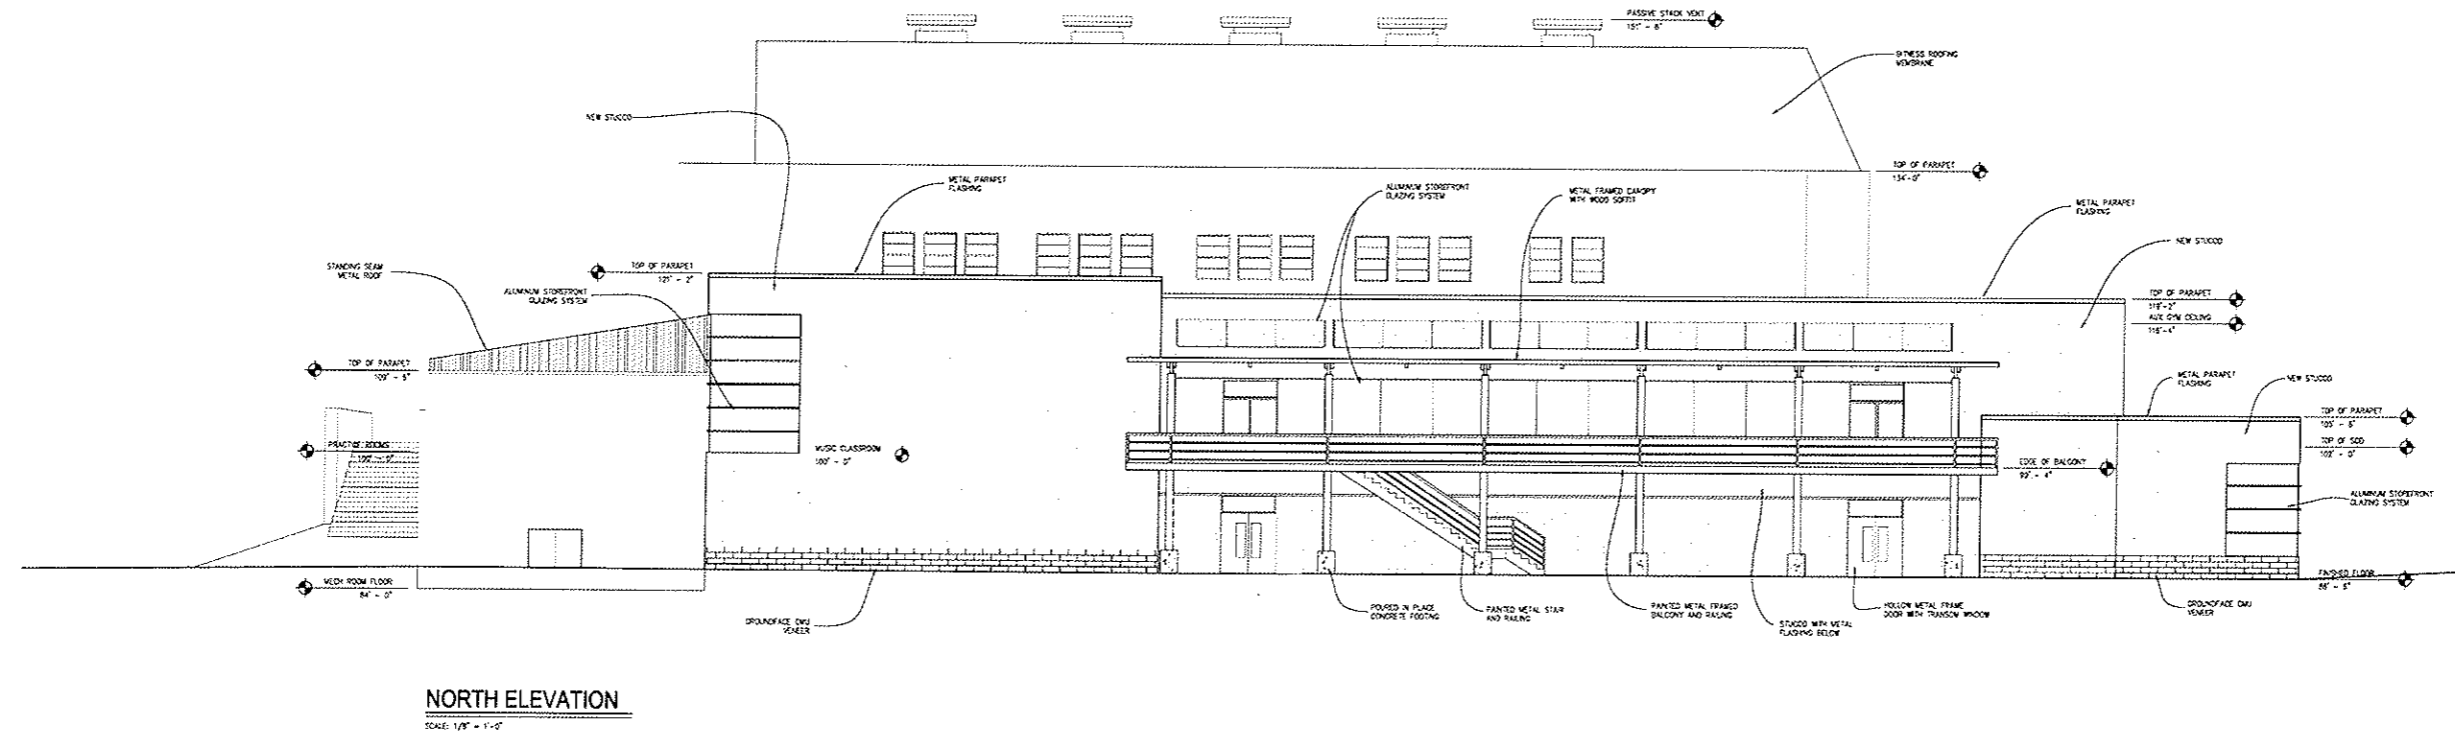 PASSIVE STACK VENT
151' - 6"
BITNESS ROOFING
MEMBRANE
NEW STUCCO
TOP OF PARAPET
134'-0"
METAL PARAPET
FLASHING
ALUMINUM STOREFRONT
GLAZING SYSTEM
METAL FRAMED CANOPY
WITH WOOD SOFFIT
METAL PARAPET
FLASHING
NEW STUCCO
STANDING SEAM
METAL ROOF
TOP OF PARAPET
121' - 2"
ALUMINUM STOREFRONT
GLAZING SYSTEM
TOP OF PARAPET
119'-2"
AUX GYM CEILING
116'-4"
TOP OF PARAPET
109' - 6"
METAL PARAPET
FLASHING
NEW STUCCO
TOP OF PARAPET
105' - 6"
PRACTICE ROOMS
100' - 0"
MUSIC CLASSROOM
100' - 0"
TOP OF SOG
102' - 0"
EDGE OF BALCONY
99' - 4"
ALUMINUM STOREFRONT
GLAZING SYSTEM
MECH ROOM FLOOR
84' - 0"
FINISHED FLOOR
GROUNDFACE CMU
VENEER
POURED IN PLACE
CONCRETE FOOTING
PAINTED METAL STAIR
AND RAILING
PAINTED METAL FRAMED
BALCONY AND RAILING
STUCCO WITH METAL
FLASHING BELOW
HOLLOW METAL FRAME
DOOR WITH TRANSOM WINDOW
GROUNDFACE CMU
VENEER
NORTH ELEVATION
SCALE: 1/8" = 1'-0"